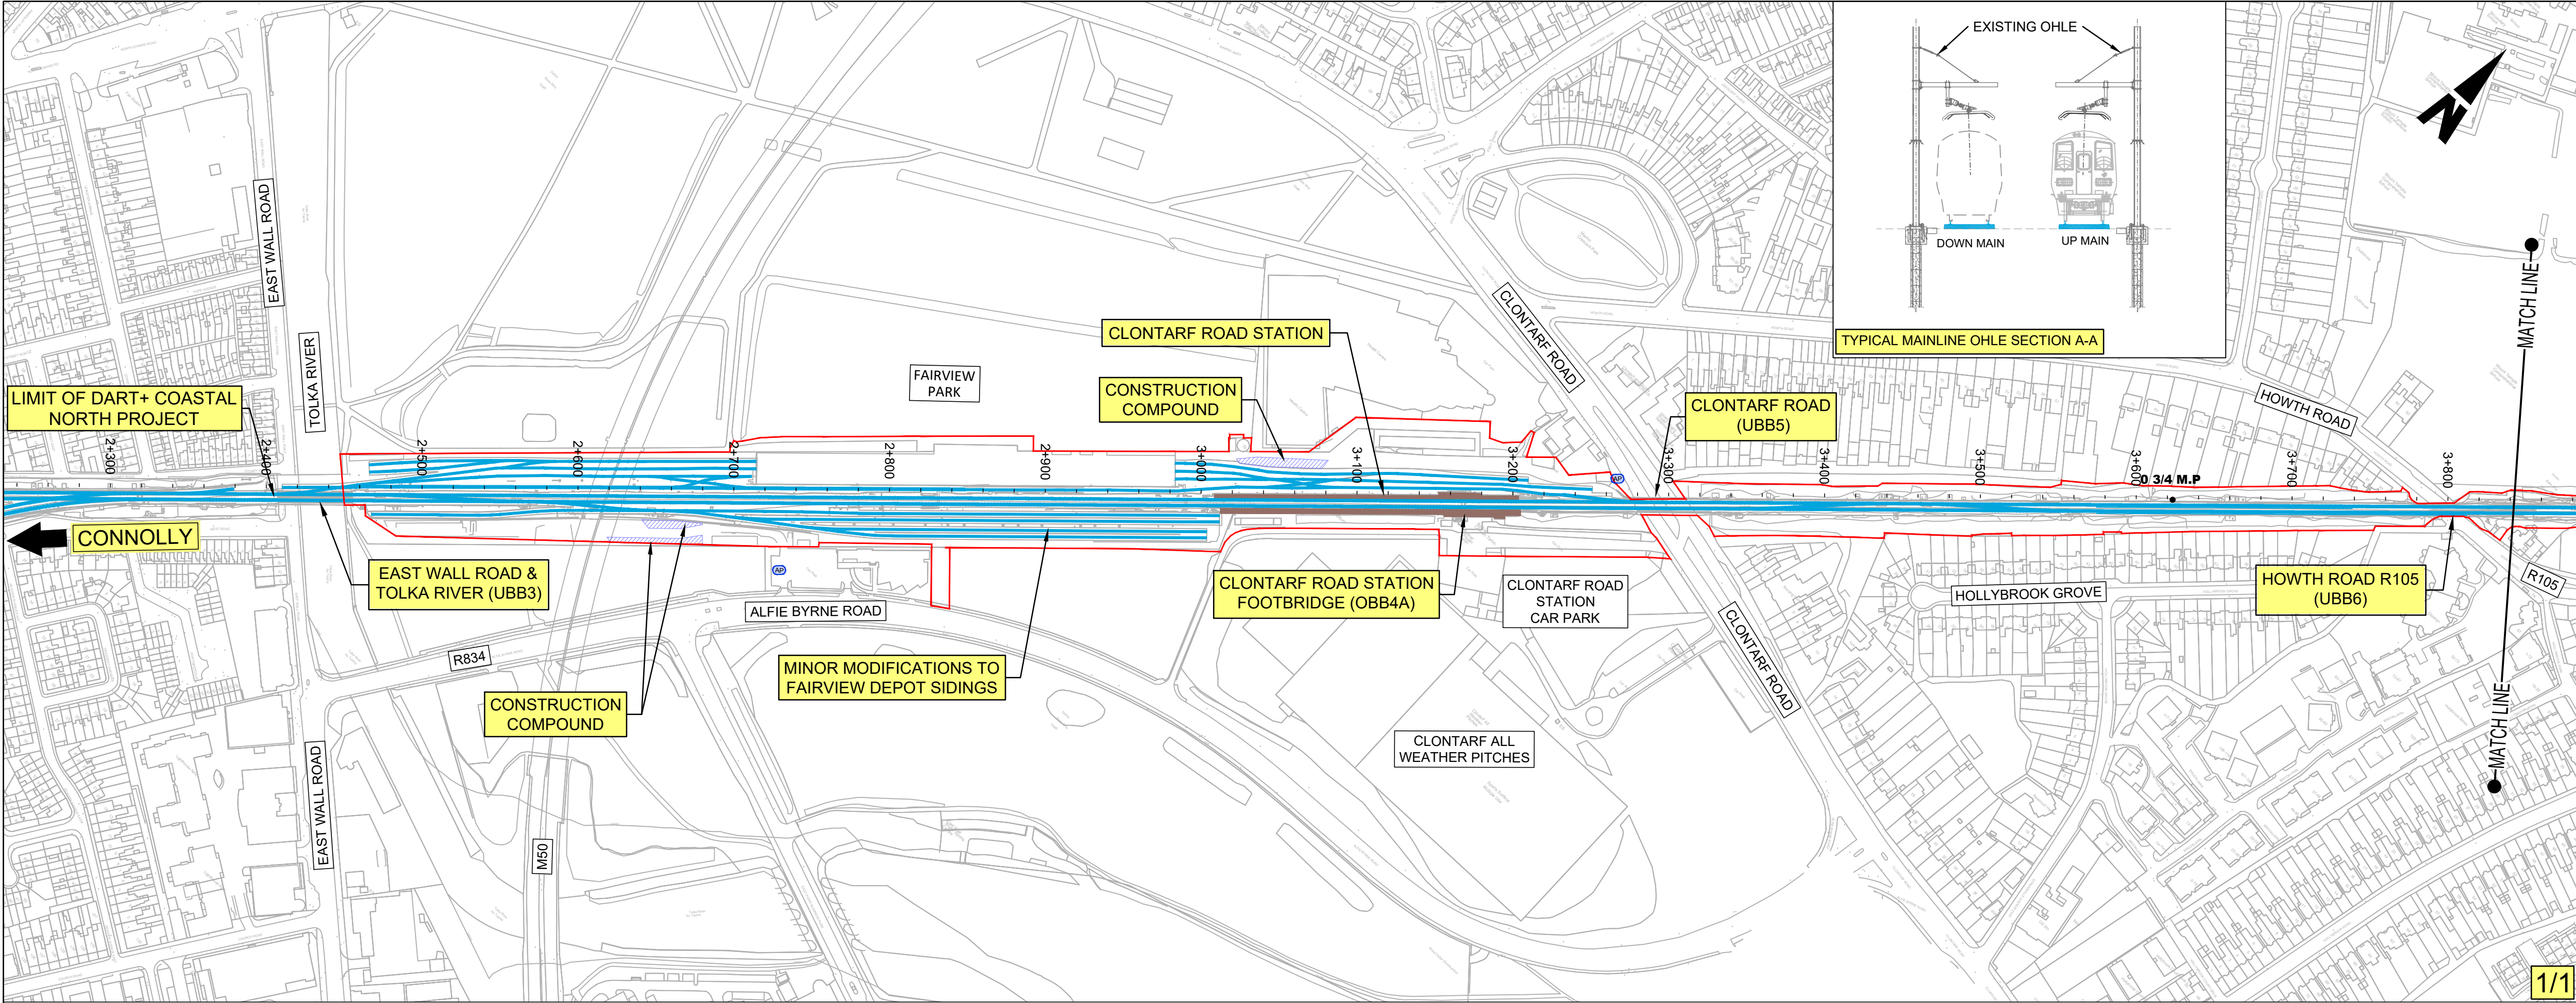 EXISTING OHLE
DOWN MAIN
UP MAIN
TYPICAL MAINLINE OHLE SECTION A-A
N
MATCH LINE
MATCH LINE
EAST WALL ROAD
TOLKA RIVER
LIMIT OF DART+ COASTAL
NORTH PROJECT
FAIRVIEW
PARK
CLONTARF ROAD STATION
CONSTRUCTION
COMPOUND
CLONTARF ROAD
CLONTARF ROAD
(UBB5)
HOWTH ROAD
2+300
2+400
2+500
2+600
2+700
2+800
2+900
3+000
3+100
3+200
3+300
3+400
3+500
3+600
3+700
3+800
0 3/4 M.P
AP
CONNOLLY
EAST WALL ROAD &
TOLKA RIVER (UBB3)
AP
ALFIE BYRNE ROAD
R834
CONSTRUCTION
COMPOUND
MINOR MODIFICATIONS TO
FAIRVIEW DEPOT SIDINGS
CLONTARF ROAD STATION
FOOTBRIDGE (OBB4A)
CLONTARF ROAD
STATION
CAR PARK
CLONTARF ROAD
HOLLYBROOK GROVE
HOWTH ROAD R105
(UBB6)
R105
CLONTARF ALL
WEATHER PITCHES
EAST WALL ROAD
M50
1/1